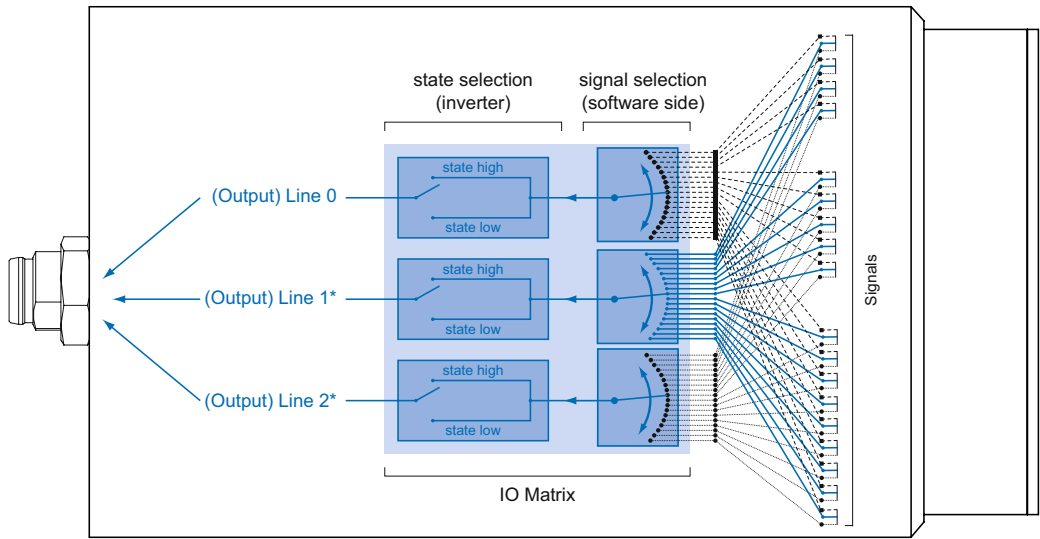 state selection
(inverter)
signal selection
(software side)
state high
(Output) Line 0
state low
state high
(Output) Line 1*
state low
state high
(Output) Line 2*
state low
IO Matrix
Signals